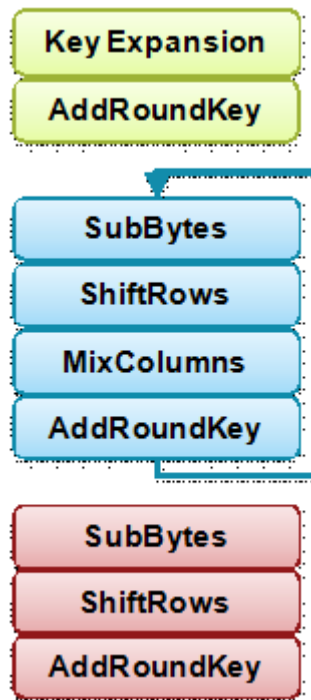 Key Expansion
AddRoundKey
SubBytes
ShiftRows
MixColumns
AddRoundKey
SubBytes
ShiftRows
AddRoundKey